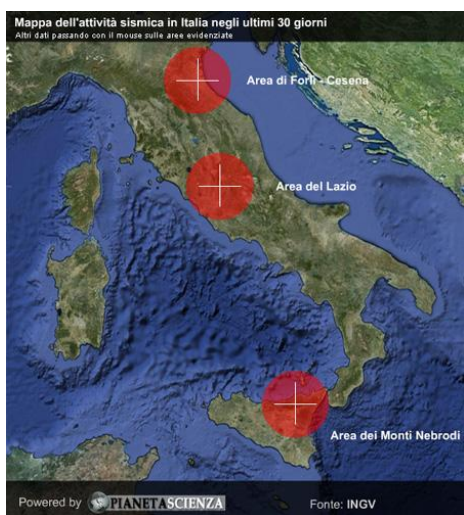 Mappa dell'attività sismica in Italia negli ultimi 30 giorni
Altri dati passando con il mouse sulle aree evidenziate
Area di Forlì - Cesena
Area del Lazio
Area dei Monti Nebrodi
Powered by PIANETASCIENZA
Fonte: INGV